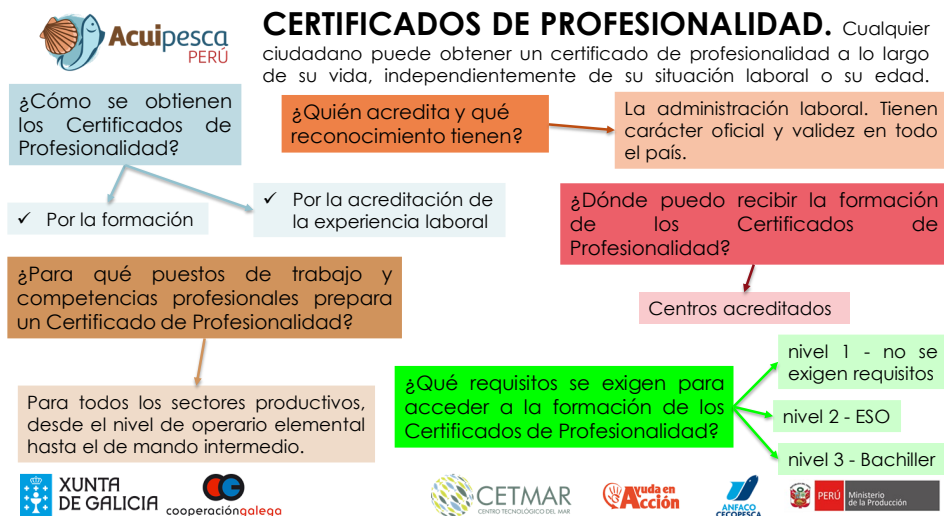 Acuipesca
PERÚ
CERTIFICADOS DE PROFESIONALIDAD. Cualquier
ciudadano puede obtener un certificado de profesionalidad a lo largo
de su vida, independientemente de su situación laboral o su edad.
¿Cómo se obtienen
los Certificados de
Profesionalidad?
✓ Por la formación
✓ Por la acreditación de
la experiencia laboral
¿Quién acredita y qué
reconocimiento tienen?
La administración laboral. Tienen
carácter oficial y validez en todo
el país.
¿Dónde puedo recibir la formación
de los Certificados de
Profesionalidad?
Centros acreditados
¿Para qué puestos de trabajo y
competencias profesionales prepara
un Certificado de Profesionalidad?
Para todos los sectores productivos,
desde el nivel de operario elemental
hasta el de mando intermedio.
¿Qué requisitos se exigen para
acceder a la formación de los
Certificados de Profesionalidad?
nivel 1 - no se
exigen requisitos
nivel 2 - ESO
nivel 3 - Bachiller
XUNTA
DE GALICIA
cooperacióngalega
CETMAR
CENTRO TECNOLÓGICO DEL MAR
Ayuda en
Acción
ANFACO
CECOPESCA
PERÚ
Ministerio
de la Producción